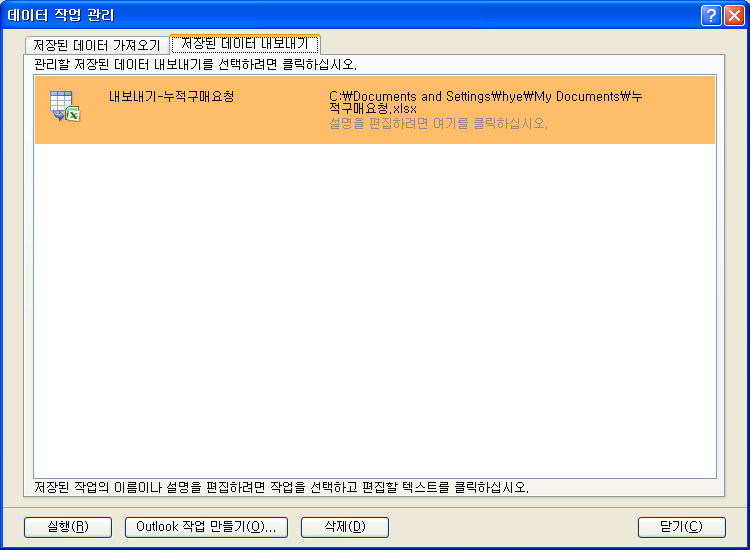 데이터 작업 관리
저장된 데이터 가져오기
저장된 데이터 내보내기
관리할 저장된 데이터 내보내기를 선택하려면 클릭하십시오.
내보내기-누적구매요청
C:₩Documents and Settings₩hye₩My Documents₩누
적구매요청.xlsx
설명을 편집하려면 여기를 클릭하십시오.
저장된 작업의 이름이나 설명을 편집하려면 작업을 선택하고 편집할 텍스트를 클릭하십시오.
실행(R)
Outlook 작업 만들기(O)...
삭제(D)
닫기(C)